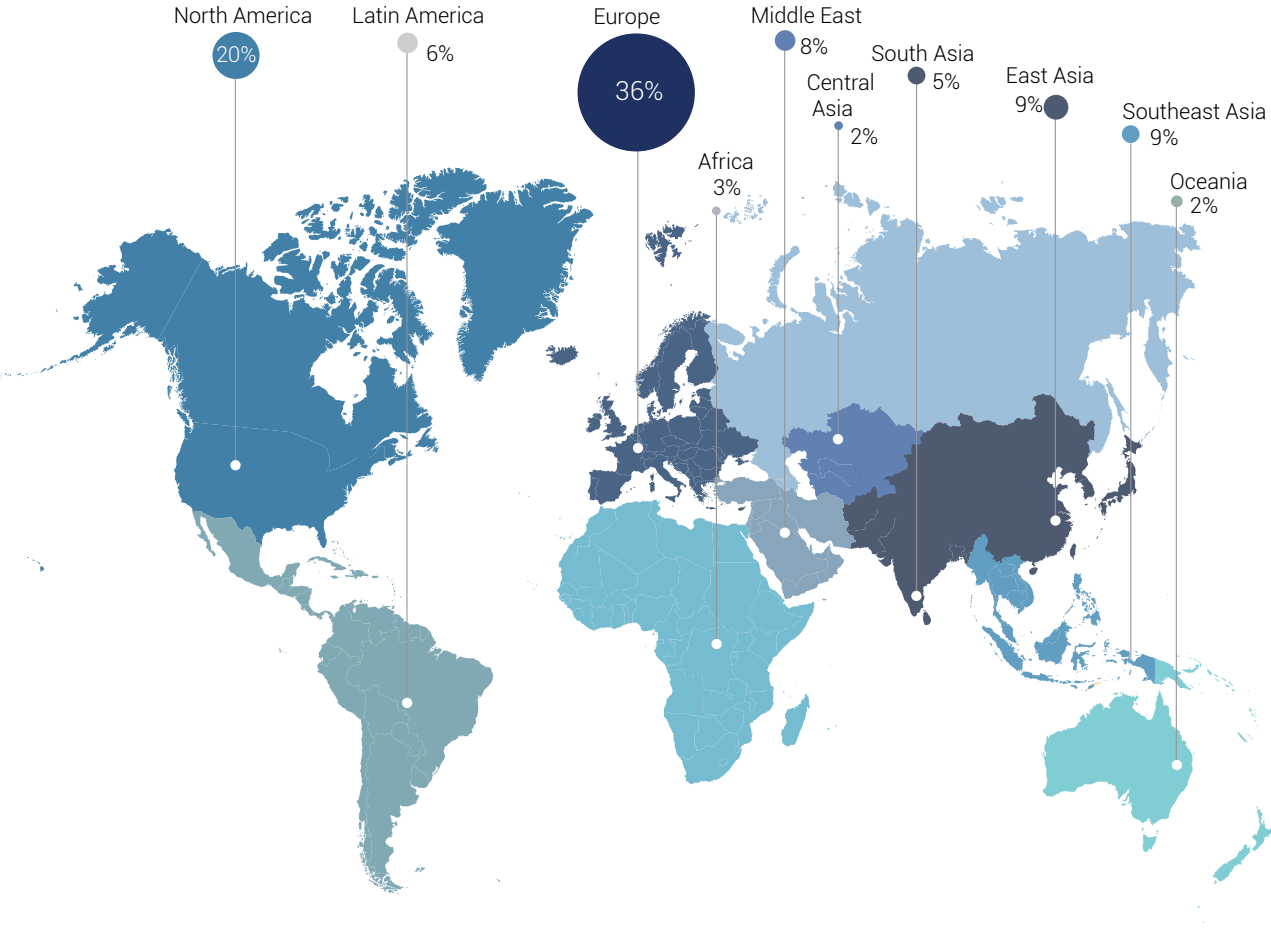 North America
20%
Latin America
6%
Europe
36%
Africa
3%
Middle East
8%
Central
Asia
2%
South Asia
5%
East Asia
9%
Southeast Asia
9%
Oceania
2%